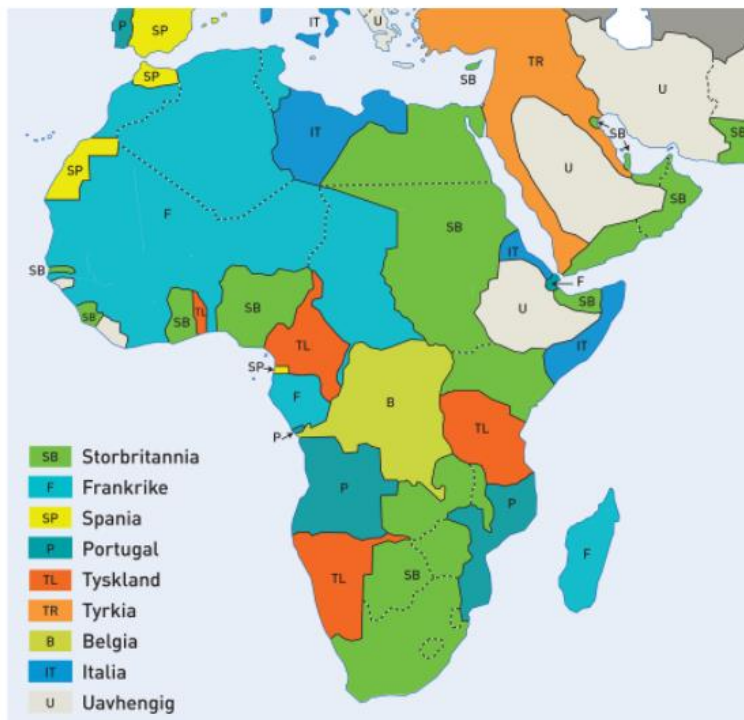 P
SP
IT
U
TR
SP
SB
U
IT
SB
SB
U
SP
F
SB
SB
IT
F
SB
SB
SB
TL
SB
U
SB
IT
TL
SP
F
B
P
TL
SB Storbritannia
F Frankrike
SP Spania
P
P
P Portugal
F
TL Tyskland
TL
SB
TR Tyrkia
B Belgia
IT Italia
U Uavhengig